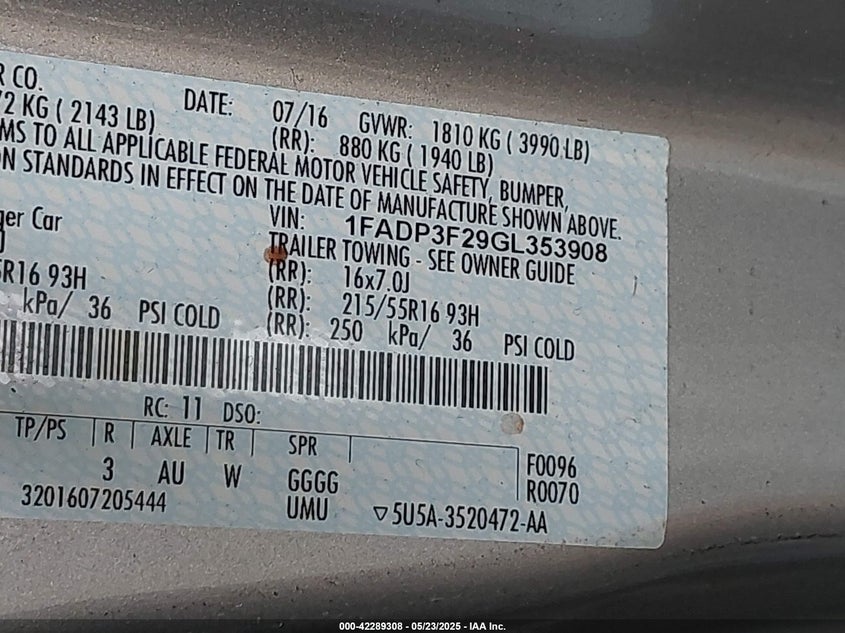 R CO.
DATE: 07/16 GVWR: 1810 KG ( 3990 LB)
72 KG ( 2143 LB) (RR): 880 KG ( 1940 LB)
MS TO ALL APPLICABLE FEDERAL MOTOR VEHICLE SAFETY, BUMPER,
ON STANDARDS IN EFFECT ON THE DATE OF MANUFACTURE SHOWN ABOVE.
VIN: 1FADP3F29GL353908
ger Car TRAILER TOWING - SEE OWNER GUIDE
J (RR): 16x7.0J
5R16 93H (RR): 215/55R16 93H
kPa/ 36 PSI COLD (RR): 250 kPa/ 36 PSI COLD
RC: 11 DSO:
TP/PS R AXLE TR SPR
3 AU W GGGG F0096
3201607205444 UMU R0070
5U5A-3520472-AA
000-42289308 - 05/23/2025 - IAA Inc.